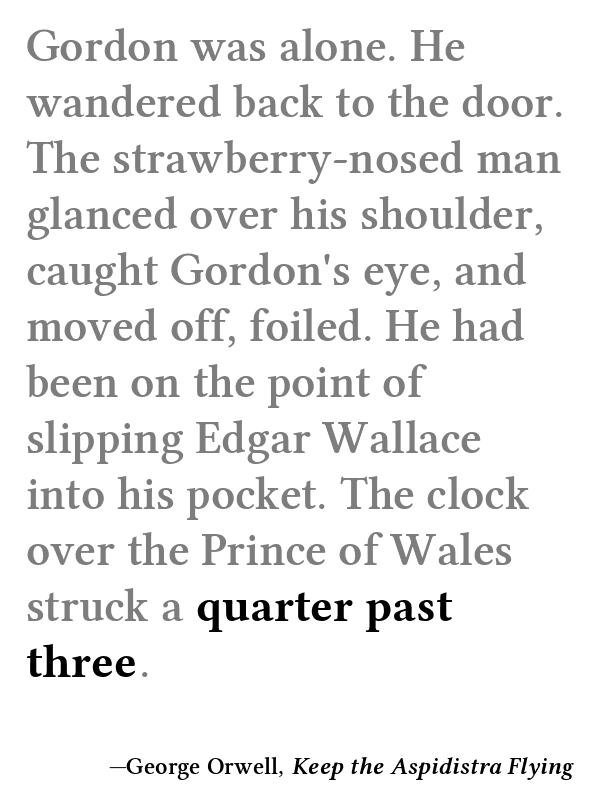 Gordon was alone. He
wandered back to the door.
The strawberry-nosed man
glanced over his shoulder,
caught Gordon's eye, and
moved off, foiled. He had
been on the point of
slipping Edgar Wallace
into his pocket. The clock
over the Prince of Wales
struck a quarter past
three.
—George Orwell, Keep the Aspidistra Flying